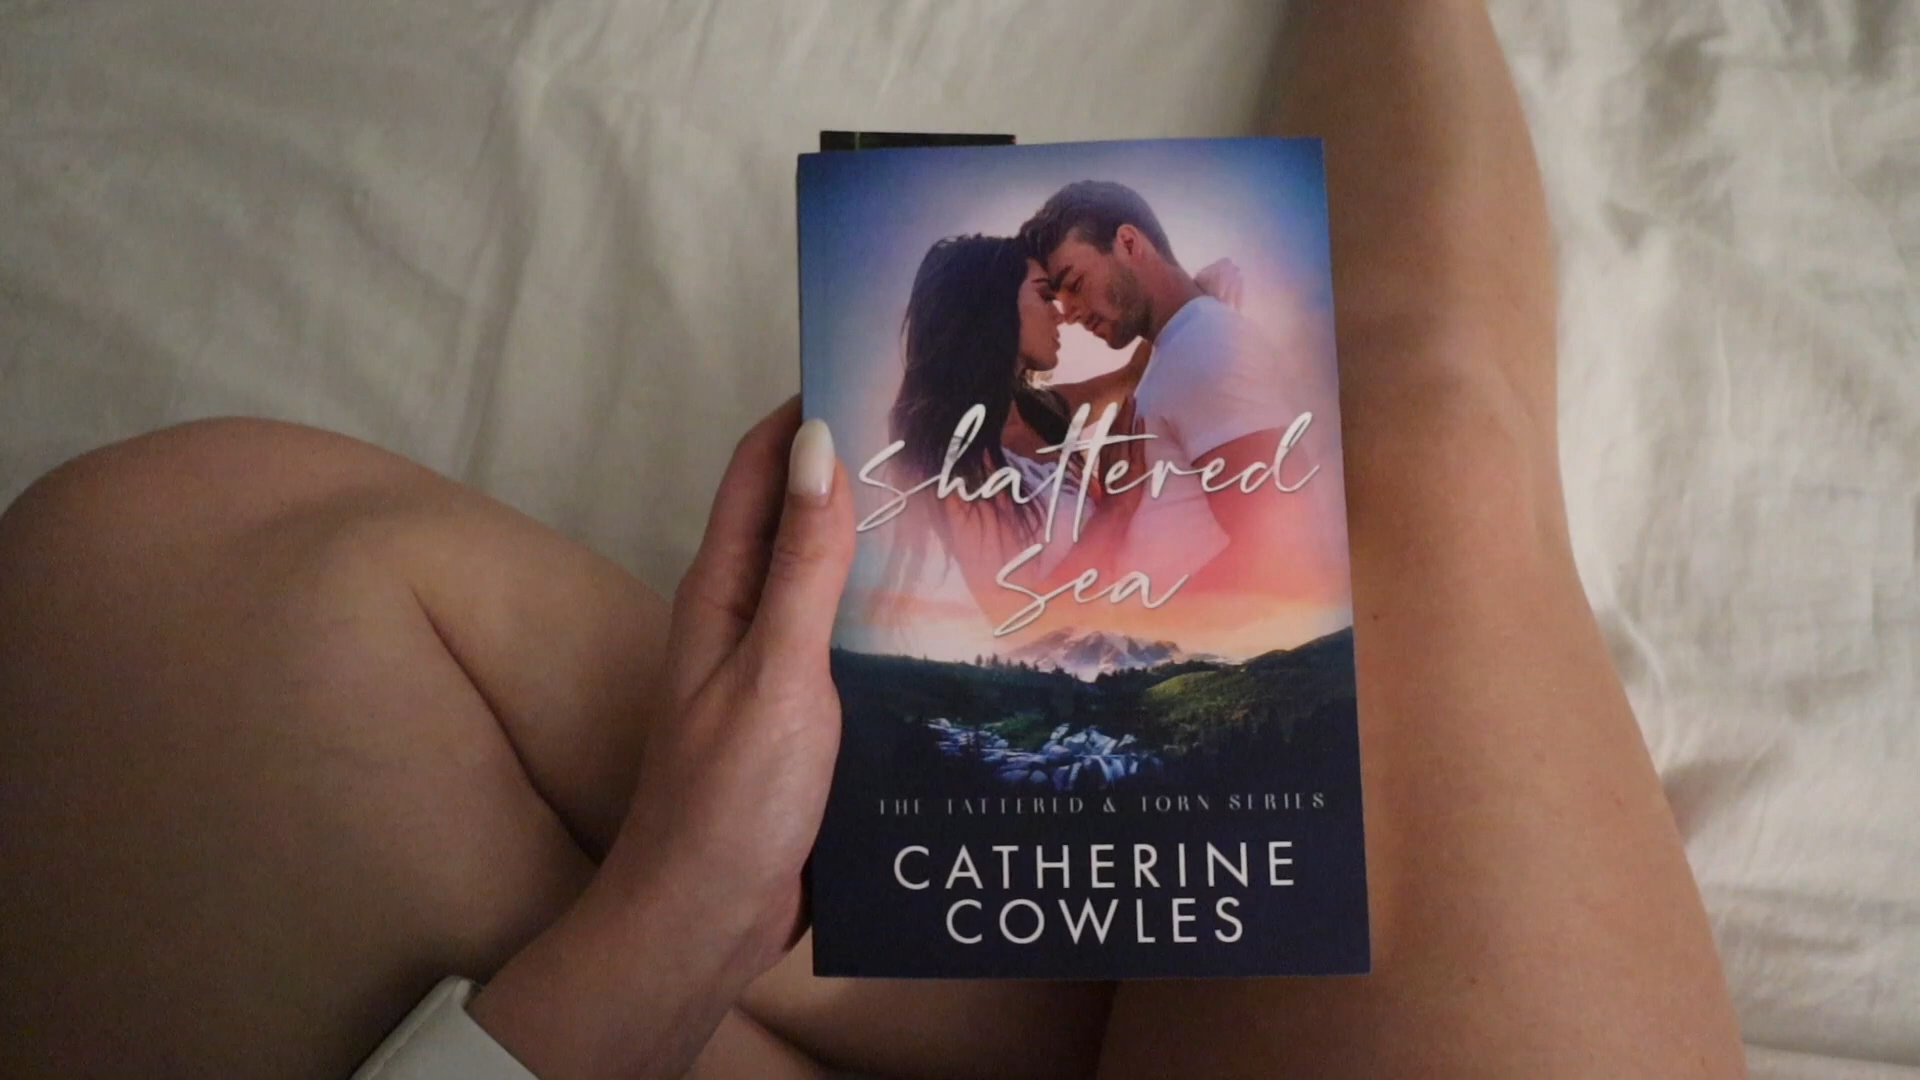 shattered
sea
THE TATTERED & TORN SERIES
CATHERINE
COWLES